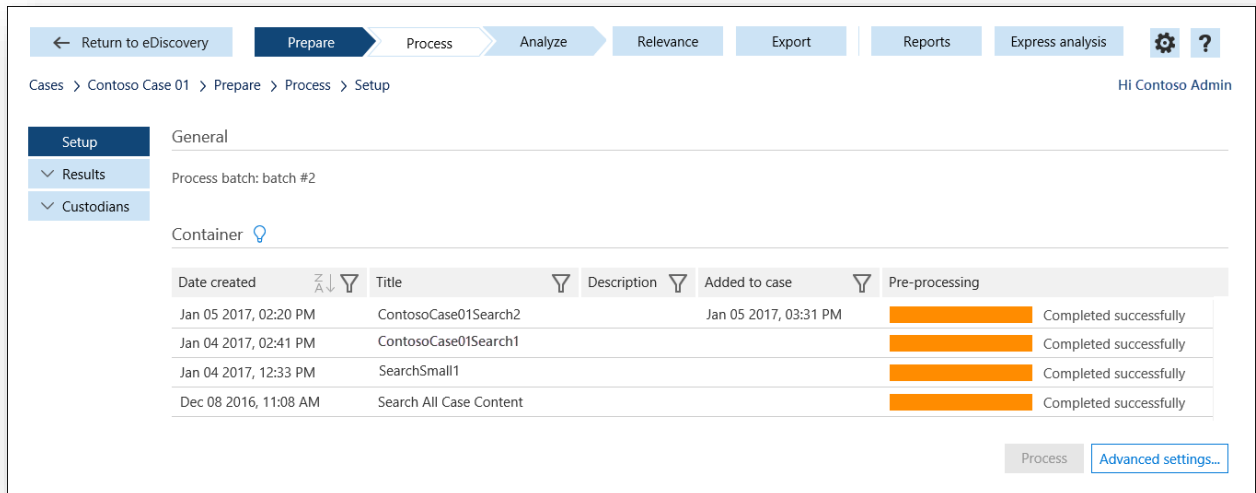 Return to eDiscovery Prepare Process Analyze Relevance Export Reports Express analysis ?
Cases > Contoso Case 01 > Prepare > Process > Setup Hi Contoso Admin
Setup
Results
Custodians
General
Process batch: batch #2
Container
Date created Title Description Added to case Pre-processing
Jan 05 2017, 02:20 PM ContosoCase01Search2 Jan 05 2017, 03:31 PM Completed successfully
Jan 04 2017, 02:41 PM ContosoCase01Search1 Completed successfully
Jan 04 2017, 12:33 PM SearchSmall1 Completed successfully
Dec 08 2016, 11:08 AM Search All Case Content Completed successfully
Process Advanced settings...